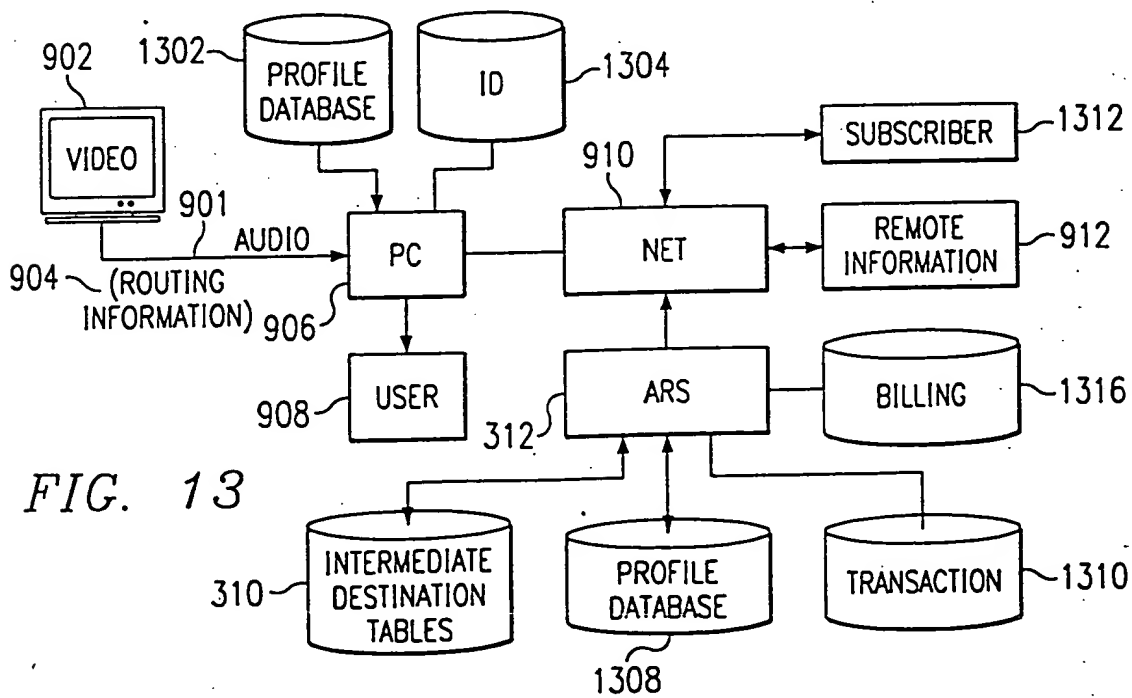 1302
902
PROFILE
DATABASE
ID
1304
VIDEO
901
AUDIO
904
(ROUTING
INFORMATION)
PC
906
910
NET
SUBSCRIBER
1312
REMOTE
INFORMATION
912
USER
908
ARS
312
BILLING
1316
FIG. 13
INTERMEDIATE
DESTINATION
TABLES
310
PROFILE
DATABASE
1308
TRANSACTION
1310